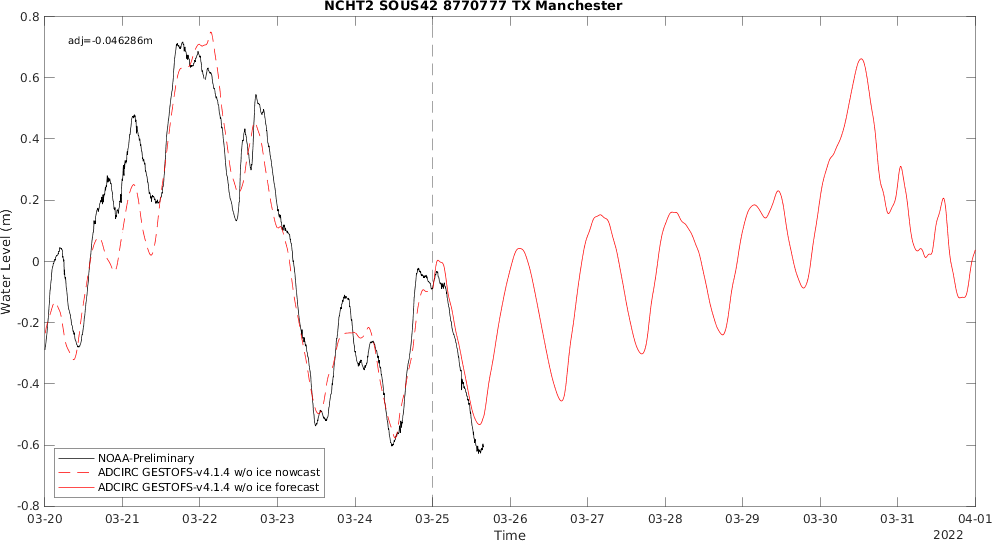 NCHT2 SOUS42 8770777 TX Manchester
adj=-0.046286m
0.8
0.6
0.4
0.2
0
-0.2
-0.4
-0.6
-0.8
Water Level (m)
NOAA-Preliminary
ADCIRC GESTOFS-v4.1.4 w/o ice nowcast
ADCIRC GESTOFS-v4.1.4 w/o ice forecast
03-20 03-21 03-22 03-23 03-24 03-25 03-26 03-27 03-28 03-29 03-30 03-31 04-01
Time
2022